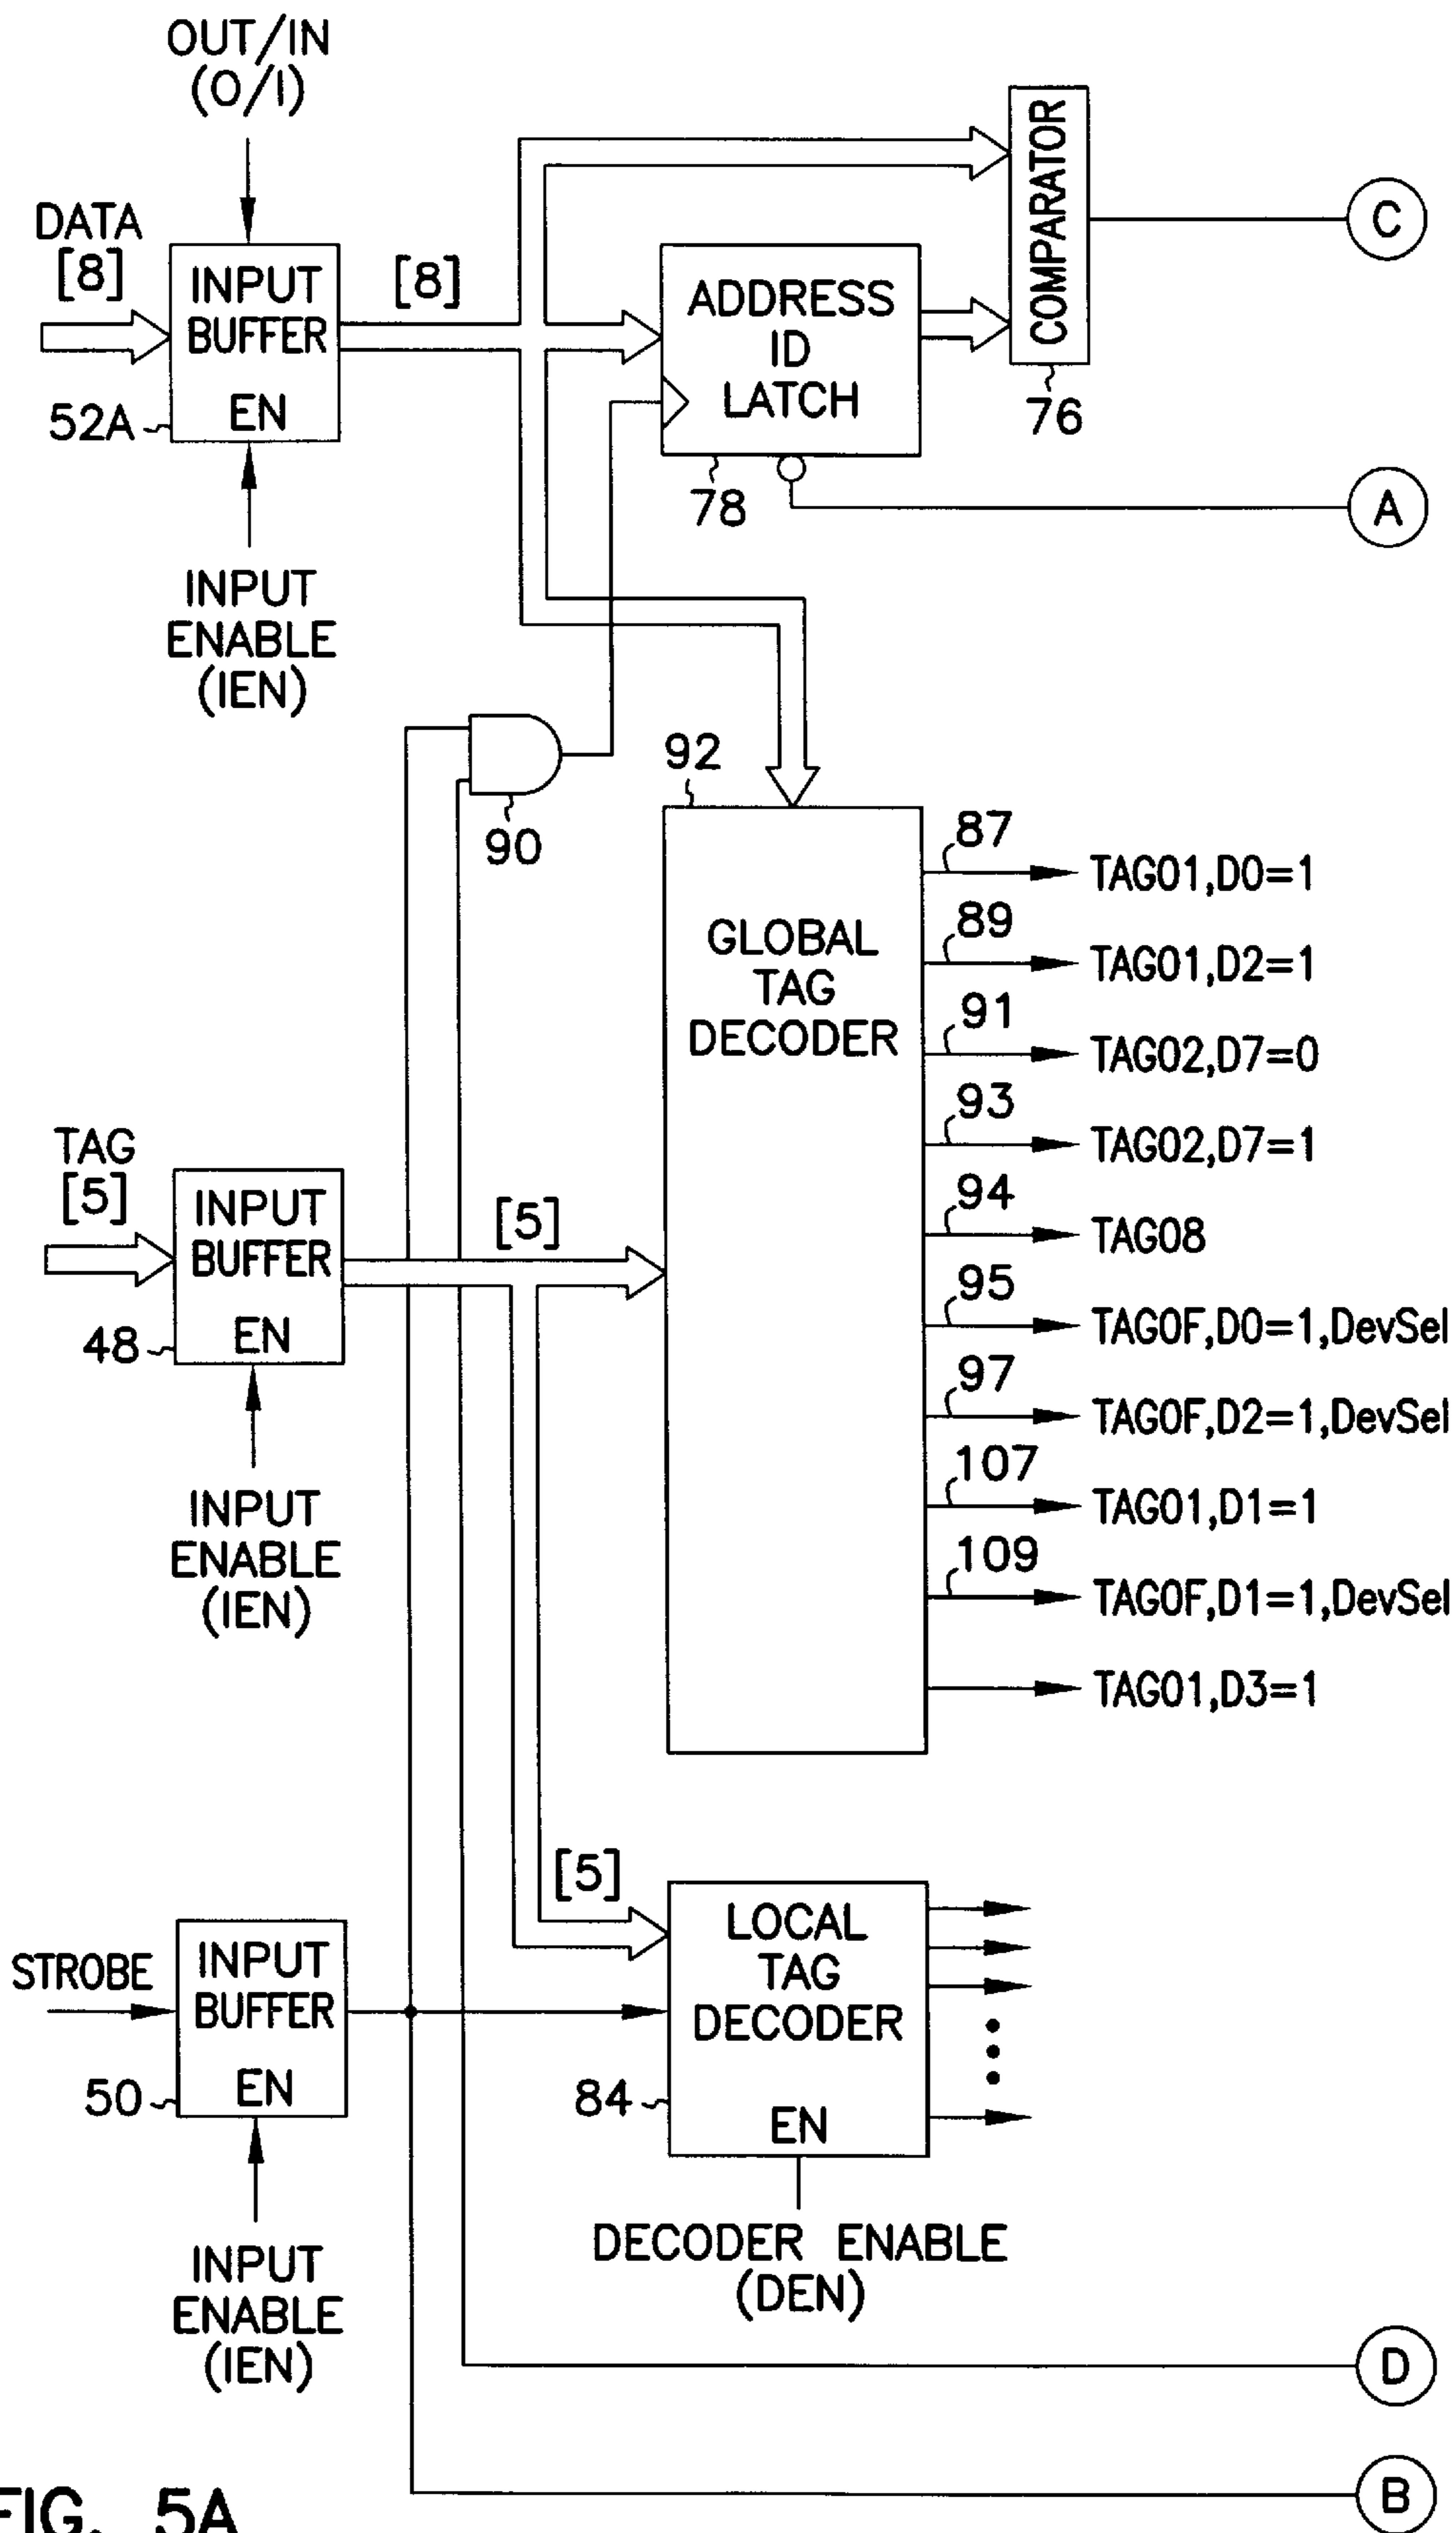 OUT/IN
(O/I)
DATA
[8]
INPUT
BUFFER
EN
52A
[8]
ADDRESS
ID
LATCH
78
COMPARATOR
76
C
A
INPUT
ENABLE
(IEN)
90
92
GLOBAL
TAG
DECODER
87
TAG01,D0=1
89
TAG01,D2=1
91
TAG02,D7=0
93
TAG02,D7=1
94
TAG08
95
TAG0F,D0=1,DevSel
97
TAG0F,D2=1,DevSel
107
TAG01,D1=1
109
TAG0F,D1=1,DevSel
TAG01,D3=1
TAG
[5]
INPUT
BUFFER
EN
48
[5]
INPUT
ENABLE
(IEN)
[5]
STROBE
INPUT
BUFFER
EN
50
LOCAL
TAG
DECODER
EN
84
DECODER ENABLE
(DEN)
INPUT
ENABLE
(IEN)
D
B
FIG. 5A